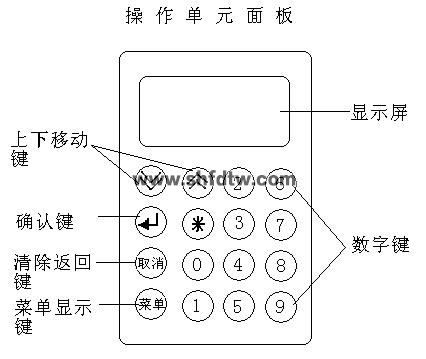 操作单元面板
显示屏
上下移动
键
www.shfdtw.com
2
6
确认键
* 3 7
数字键
清除返回
键
取消 0 4 8
菜单显示
键
菜单 1 5 9